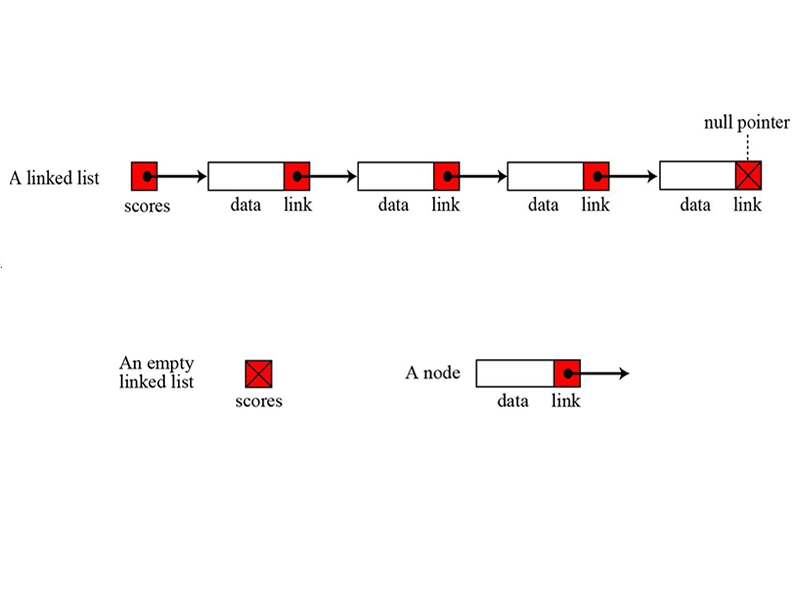 null pointer
A linked list
scores
data link
data link
data link
data link
An empty
linked list
scores
A node
data link